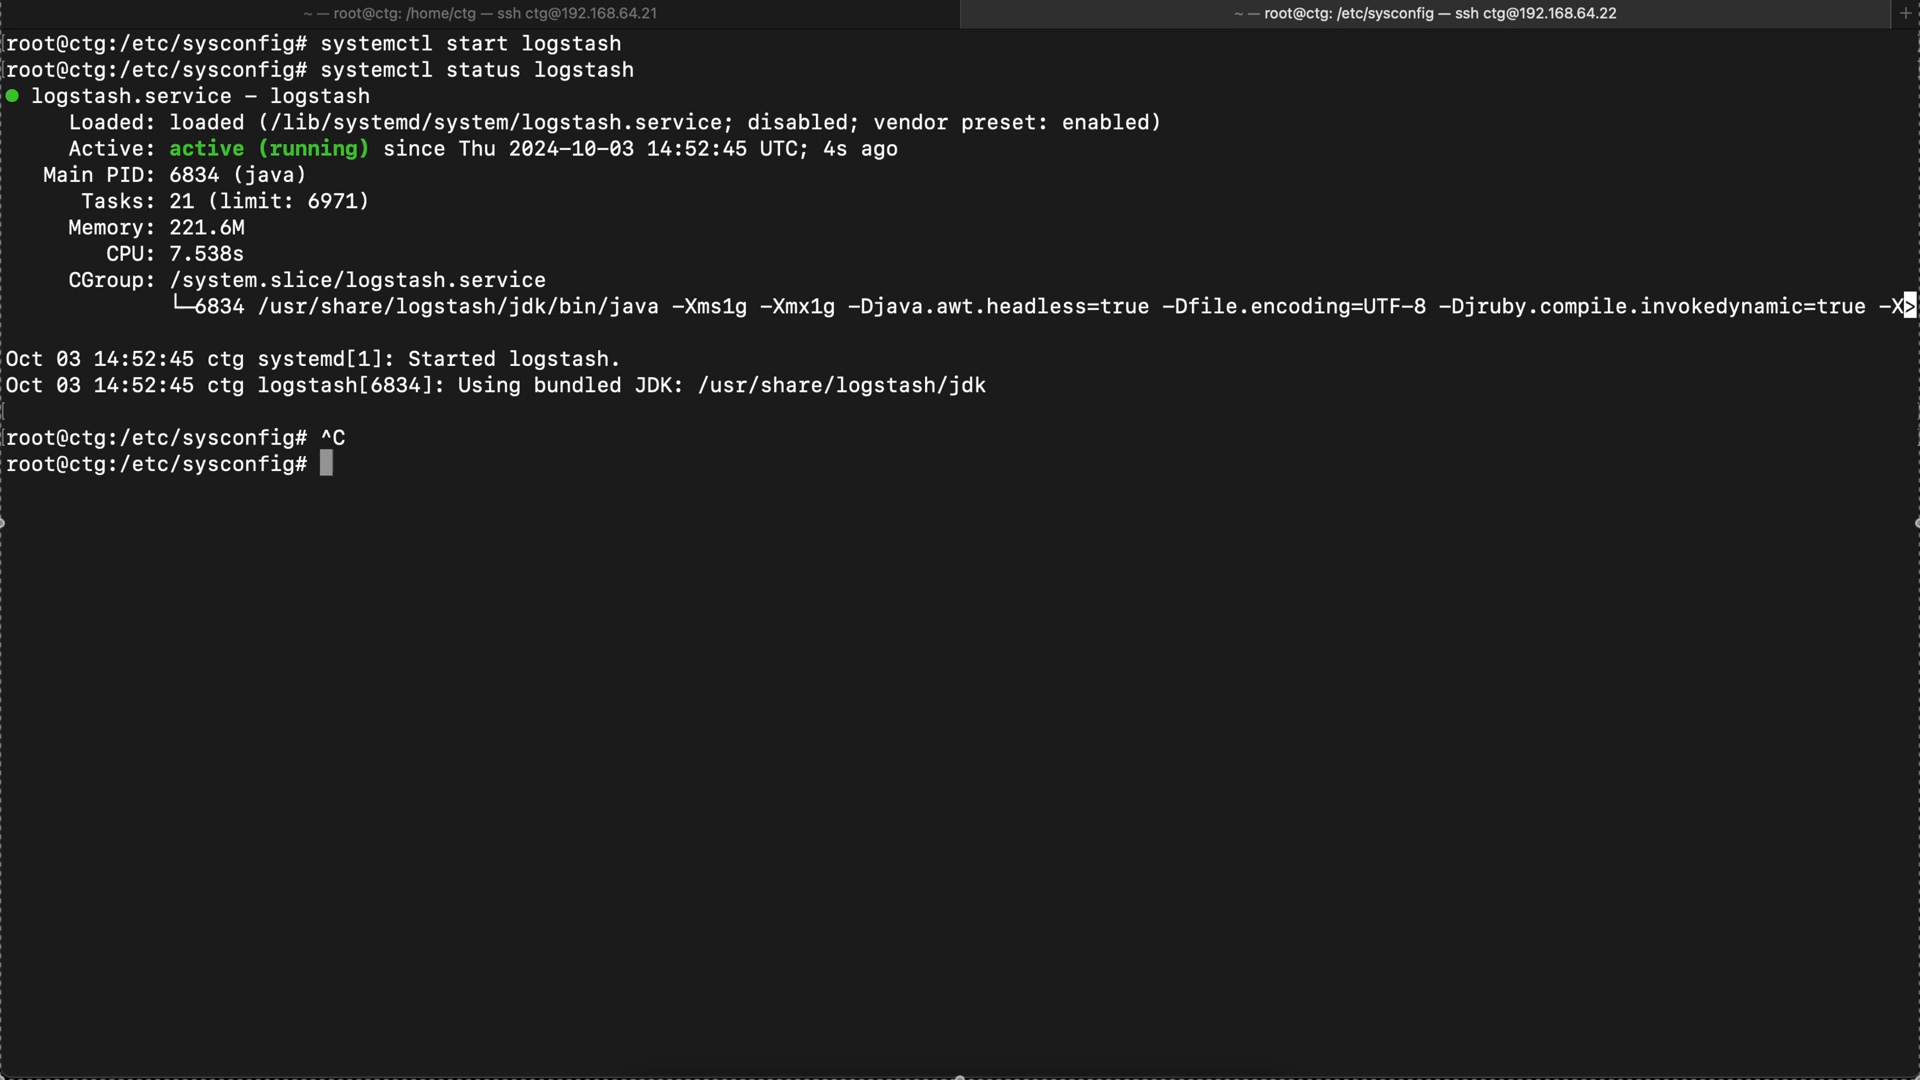 ~ — root@ctg: /home/ctg — ssh ctg@192.168.64.21
~ — root@ctg: /etc/sysconfig — ssh ctg@192.168.64.22
+
[root@ctg:/etc/sysconfig# systemctl start logstash
[root@ctg:/etc/sysconfig# systemctl status logstash
● logstash.service – logstash
     Loaded: loaded (/lib/systemd/system/logstash.service; disabled; vendor preset: enabled)
     Active: active (running) since Thu 2024-10-03 14:52:45 UTC; 4s ago
   Main PID: 6834 (java)
      Tasks: 21 (limit: 6971)
     Memory: 221.6M
        CPU: 7.538s
     CGroup: /system.slice/logstash.service
             └─6834 /usr/share/logstash/jdk/bin/java -Xms1g -Xmx1g -Djava.awt.headless=true -Dfile.encoding=UTF-8 -Djruby.compile.invokedynamic=true -X>
Oct 03 14:52:45 ctg systemd[1]: Started logstash.
Oct 03 14:52:45 ctg logstash[6834]: Using bundled JDK: /usr/share/logstash/jdk
[
[root@ctg:/etc/sysconfig# ^C
root@ctg:/etc/sysconfig#